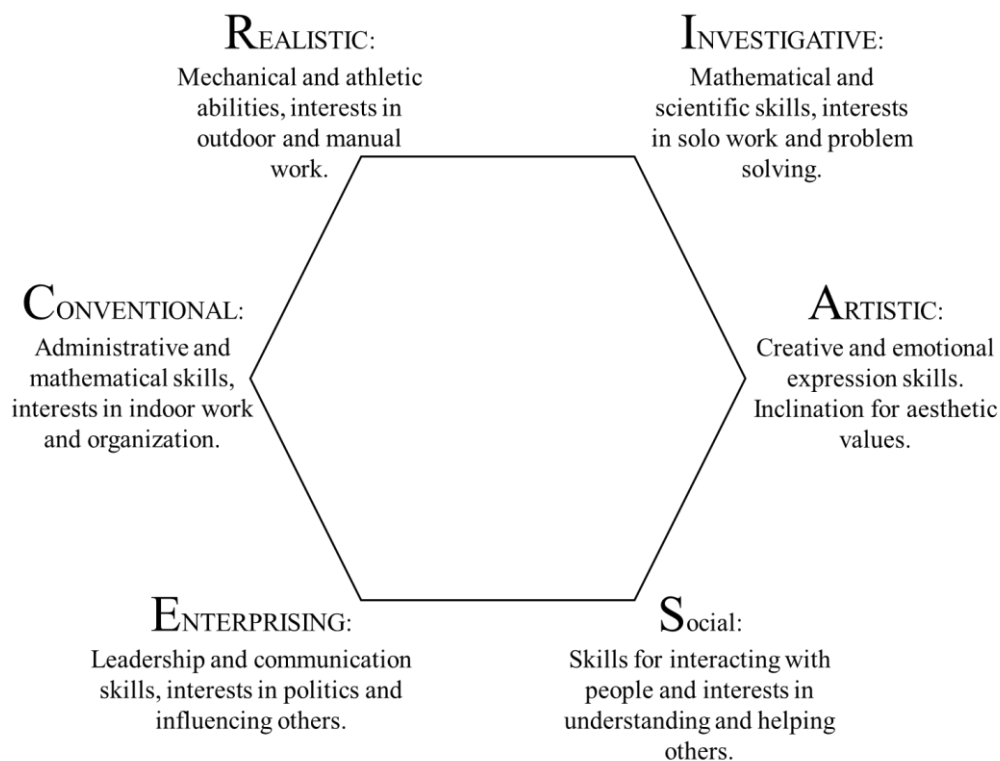 REALISTIC:
Mechanical and athletic
abilities, interests in
outdoor and manual
work.
INVESTIGATIVE:
Mathematical and
scientific skills, interests
in solo work and problem
solving.
CONVENTIONAL:
Administrative and
mathematical skills,
interests in indoor work
and organization.
ARTISTIC:
Creative and emotional
expression skills.
Inclination for aesthetic
values.
ENTERPRISING:
Leadership and communication
skills, interests in politics and
influencing others.
Social:
Skills for interacting with
people and interests in
understanding and helping
others.